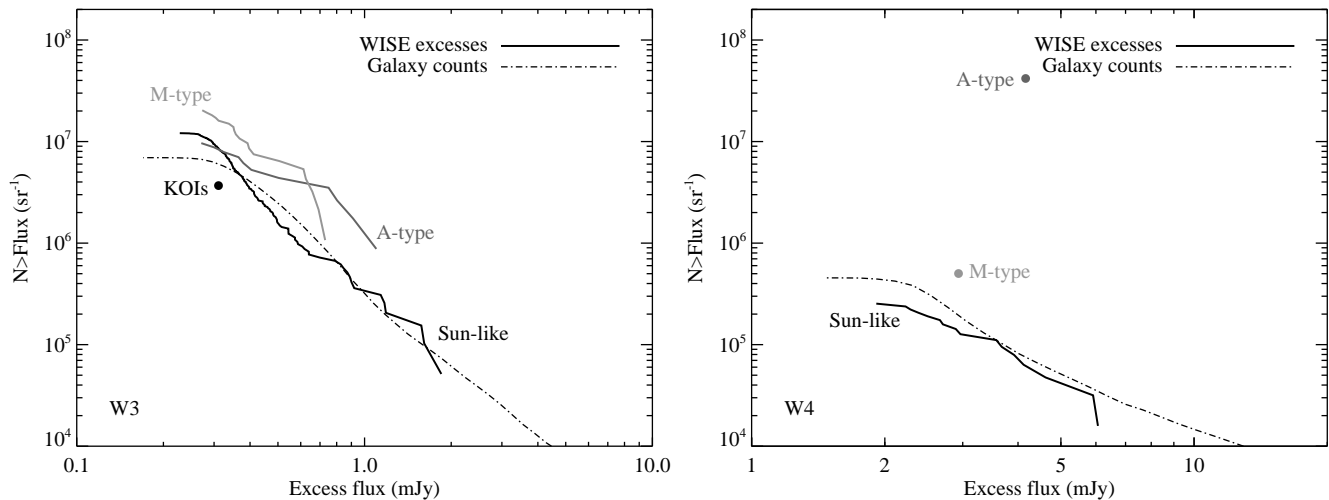 10^8
10^7
10^6
10^5
10^4
N>Flux (sr^-1)
WISE excesses
Galaxy counts
M-type
KOIs
A-type
Sun-like
W3
0.1 1.0 10.0
Excess flux (mJy)
10^8
10^7
10^6
10^5
10^4
N>Flux (sr^-1)
WISE excesses
Galaxy counts
A-type
M-type
Sun-like
W4
1 2 5 10
Excess flux (mJy)